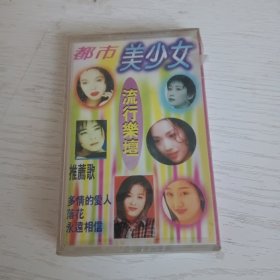 都市 美少女
流行樂壇
推薦歌
多情的愛人
落花
永遠相信